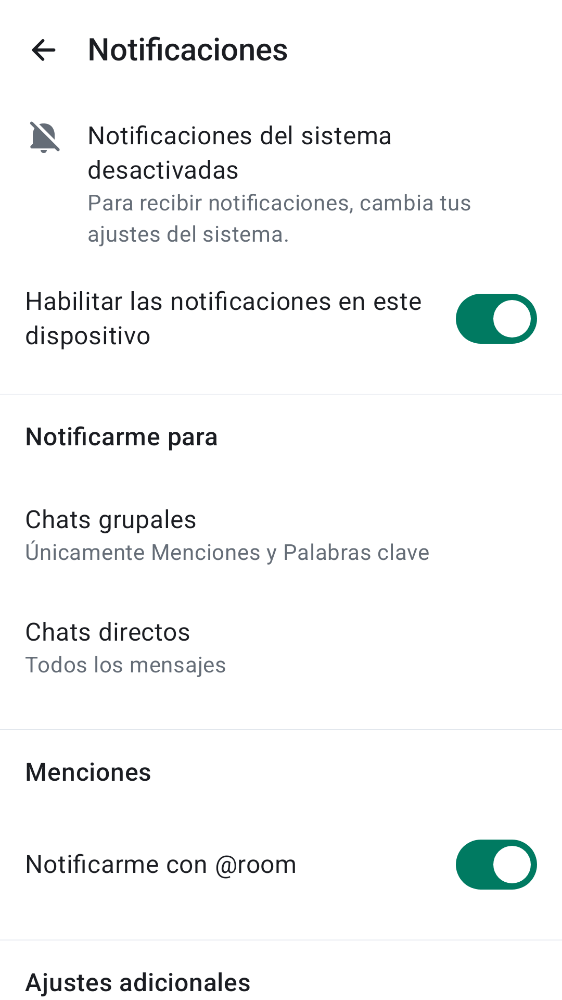 Notificaciones
Notificaciones del sistema
desactivadas
Para recibir notificaciones, cambia tus
ajustes del sistema.
Habilitar las notificaciones en este
dispositivo
Notificarme para
Chats grupales
Únicamente Menciones y Palabras clave
Chats directos
Todos los mensajes
Menciones
Notificarme con @room
Ajustes adicionales